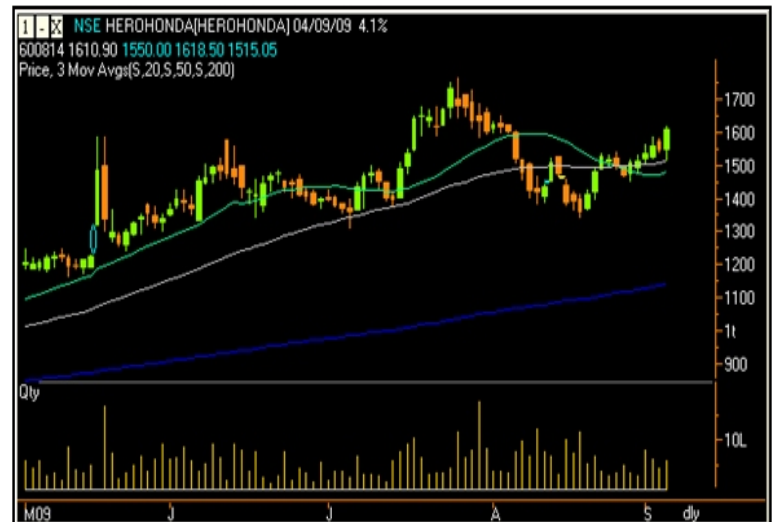 1 - X NSE HEROHONDA[HEROHONDA] 04/09/09 4.1%
600814 1610.90 1550.00 1618.50 1515.05
Price, 3 Mov Avgs(S,20,S,50,S,200)
1700
1600
1500
1400
1300
1200
1100
1t
900
Qty
10L
M09 J J A S dly